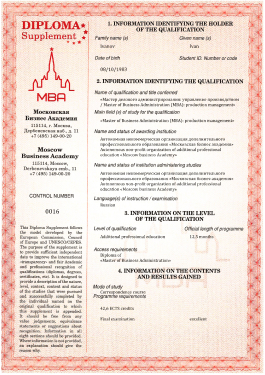 DIPLOMA
Supplement
MBA
Московская
Бизнес Академия
115114, г. Москва,
Дербеневская наб., д. 11
Moscow
Business Academy
115114, Moscow,
Derbenevskaya emb., 11
CONTROL NUMBER
0016
This Diploma Supplement follows
the model developed by the
European Commission, Council
of Europe and UNESCO/CEPES.
The purpose of the supplement is
to provide sufficient independent
data to improve the international
«transparency» and fair academic
and professional recognition of
qualifications (diplomas, degrees,
certificates, etc). It is designed to
provide a description of the nature,
level, context, content and status
of the studies that were pursued
and successfully completed by
the individual named on the
original qualification to which
this supplement is appended.
It should be free from any
value judgements, equivalence
statements or suggestions about
recognition. Information in all
eight sections should be provided.
Where information is not provided,
an explanation should give the
reason why.
1. INFORMATION IDENTIFYING THE HOLDER
OF THE QUALIFICATION
Family name (s) Given name (s)
Ivanov Ivan
Date of birth Student ID. Number or code
2. INFORMATION IDENTIFYING THE QUALIFICATION
Name of qualification and title conferred
«Мастер делового администрирования управление производством»
/ Master of Business Administration (MBA): production management»
Main field (s) of study for the qualification
/ Master of Business Administration (MBA): production management»
Name and status of awarding institution
Автономная некоммерческая организация дополнительного
профессионального образования «Московская бизнес академия»
Autonomous non-profit organization of additional professional
education «Moscow business academy»
Name and status of institution administering studies
Автономная некоммерческая организация дополнительного
профессионального образования «Московская бизнес академия»
Autonomous non-profit organization of additional professional
education «Moscow business academy»
Language(s) of instruction / examination
Russian
3. INFORMATION ON THE LEVEL
OF THE QUALIFICATION
Level of qualification Official length of programme
Additional professional education 12,5 months
Access requirements
Diploma of
«Master of Business Administration»
4. INFORMATION ON THE CONTENTS
AND RESULTS GAINED
Mode of study
Correspondence course
Programme requirements
42,6 ECTS credits
Final examination excellent